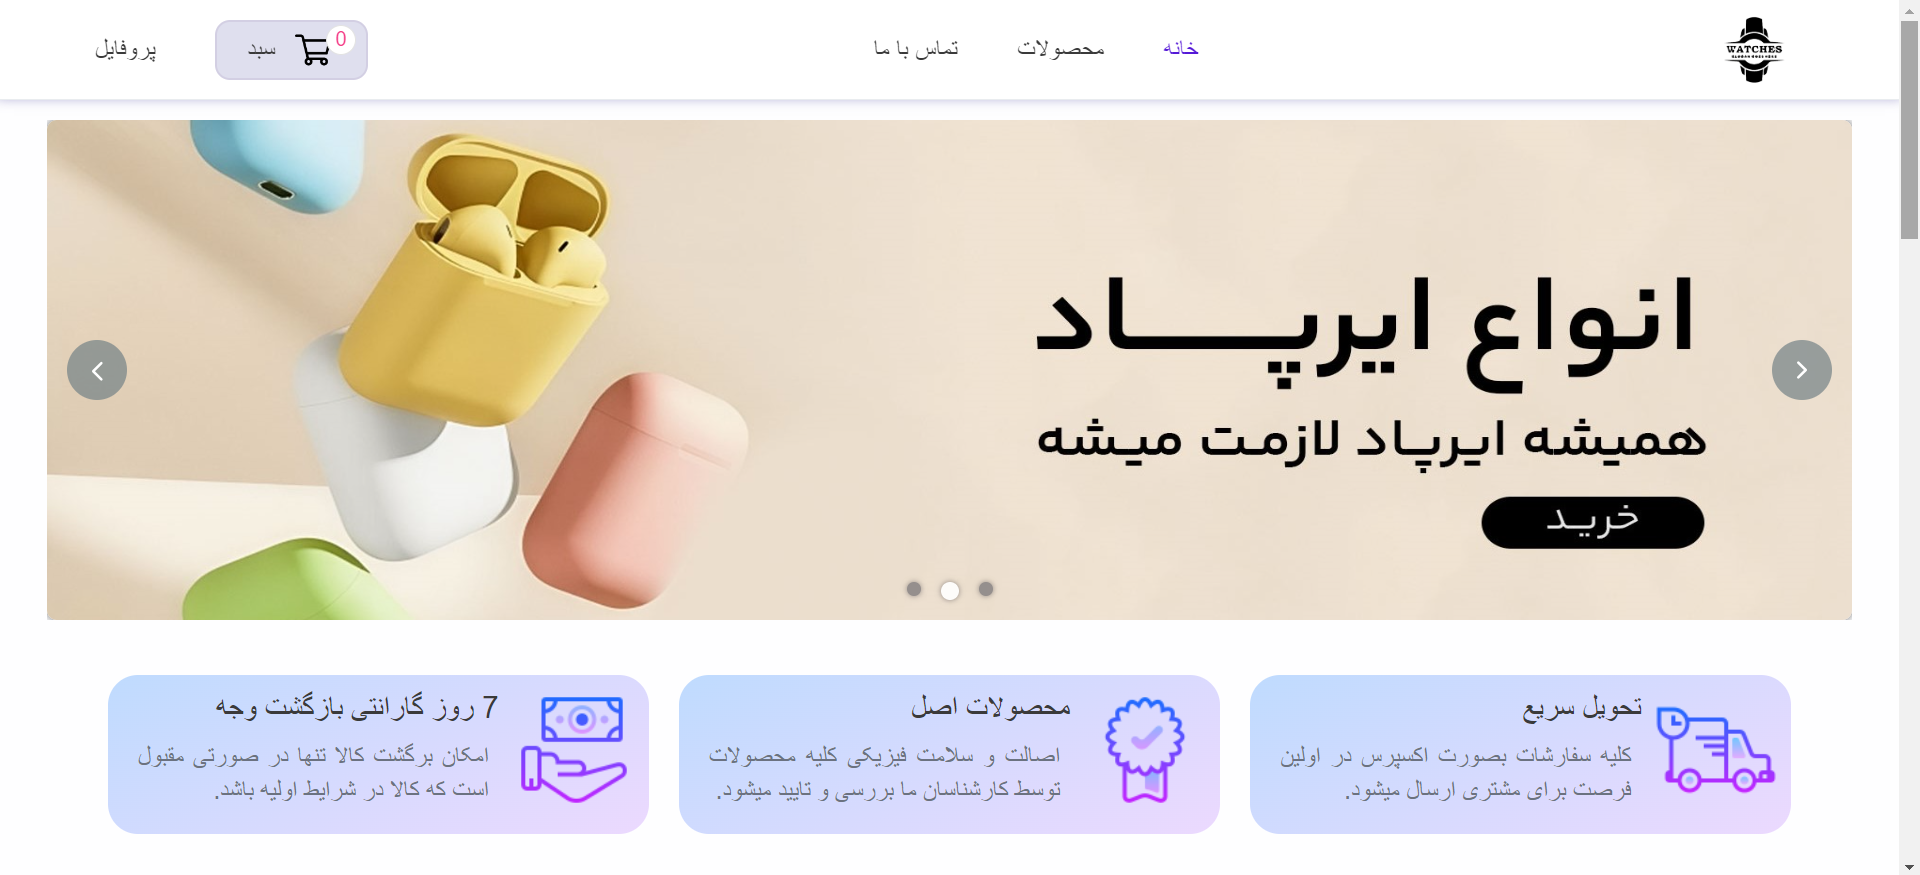 WATCHES
خانه
محصولات
تماس با ما
0
سبد
پروفایل
انواع ایرپاد
همیشه ایرپاد لازمت میشه
خرید
تحویل سریع
کلیه سفارشات بصورت اکسپرس در اولین
فرصت برای مشتری ارسال میشود.
محصولات اصل
اصالت و سلامت فیزیکی کلیه محصولات
توسط کارشناسان ما بررسی و تایید میشود.
7 روز گارانتی بازگشت وجه
امکان برگشت کالا تنها در صورتی مقبول
است که کالا در شرایط اولیه باشد.